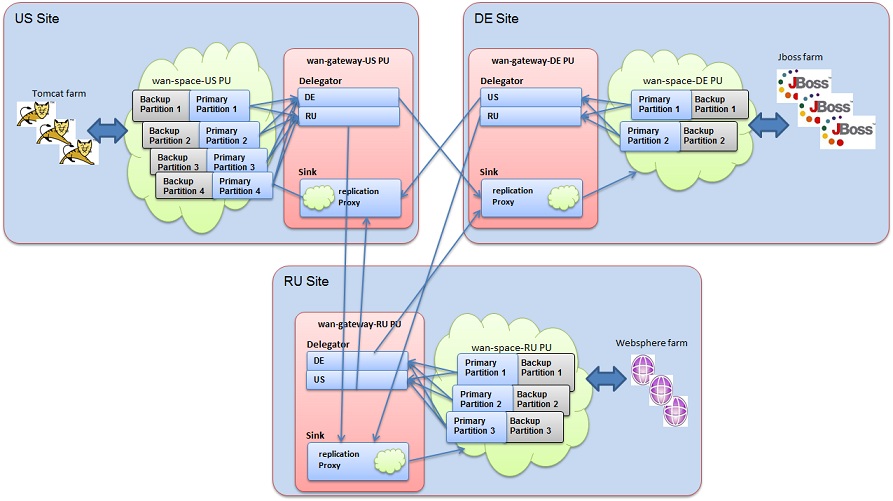 US Site
wan-gateway-US PU
wan-space-US PU
Delegator
Tomcat farm
DE
RU
Backup
Partition 1
Primary
Partition 1
Backup
Partition 2
Primary
Partition 2
Backup
Partition 3
Primary
Partition 3
Backup
Partition 4
Primary
Partition 4
Sink
replication
Proxy
DE Site
wan-gateway-DE PU
wan-space-DE PU
Jboss farm
Delegator
US
RU
Primary
Partition 1
Backup
Partition 1
Primary
Partition 2
Backup
Partition 2
JBoss
JBoss
JBoss
Sink
replication
Proxy
RU Site
wan-gateway-RU PU
wan-space-RU PU
Websphere farm
Delegator
DE
US
Primary
Partition 1
Backup
Partition 1
Primary
Partition 2
Backup
Partition 2
Primary
Partition 3
Backup
Partition 3
Sink
replication
Proxy